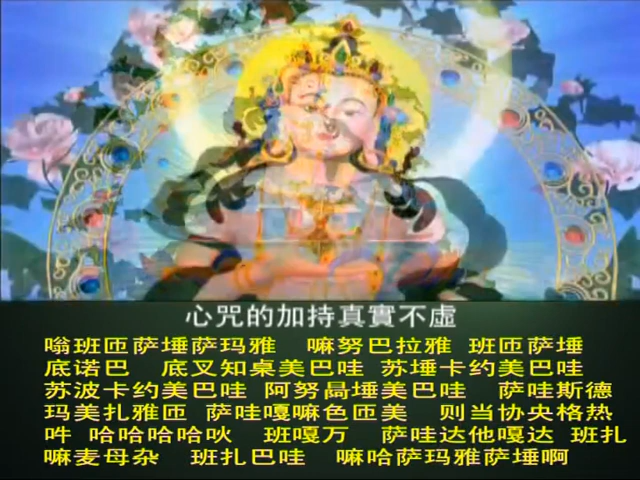 心咒的加持真實不虛
嗡班匝萨埵萨玛雅 嘛努巴拉雅 班匝萨埵
底诺巴 底叉知桌美巴哇 苏埵卡约美巴哇
苏波卡约美巴哇 阿努晶埵美巴哇 萨哇斯德
玛美扎雅匝 萨哇嘎嘛色匝美 则当协央格热
吽 哈哈哈哈吙 班嘎万 萨哇达他嘎达 班扎
嘛麦母杂 班扎巴哇 嘛哈萨玛雅萨埵啊